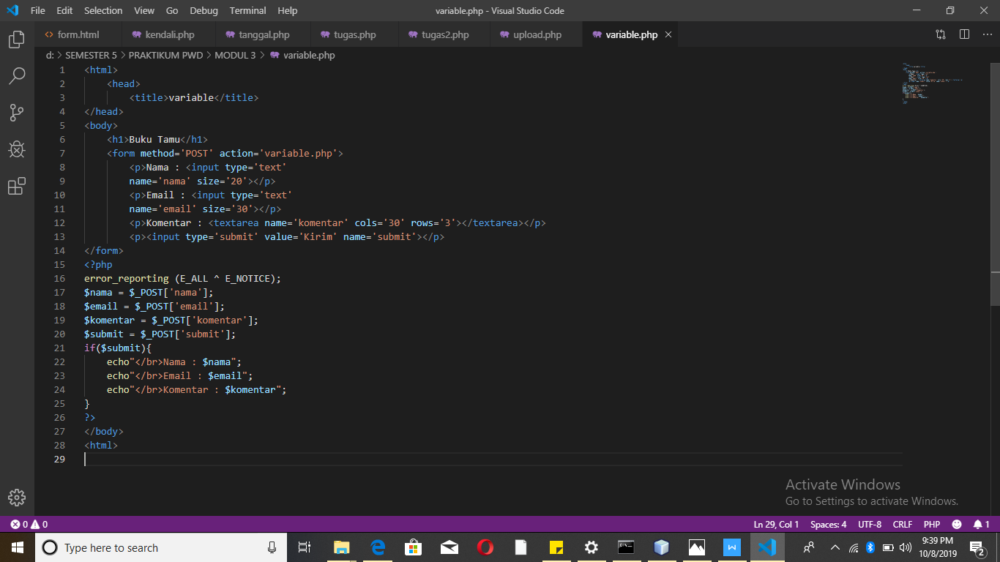 File Edit Selection View Go Debug Terminal Help variable.php - Visual Studio Code
form.html kendali.php tanggal.php tugas.php tugas2.php upload.php variable.php
d: > SEMESTER 5 > PRAKTIKUM PWD > MODUL 3 > variable.php
1 <html>
2     <head>
3         <title>variable</title>
4 </head>
5 <body>
6     <h1>Buku Tamu</h1>
7     <form method='POST' action='variable.php'>
8         <p>Nama : <input type='text'
9         name='nama' size='20'></p>
10         <p>Email : <input type='text'
11         name='email' size='30'></p>
12         <p>Komentar : <textarea name='komentar' cols='30' rows='3'></textarea></p>
13         <p><input type='submit' value='Kirim' name='submit'></p>
14 </form>
15 <?php
16 error_reporting (E_ALL ^ E_NOTICE);
17 $nama = $_POST['nama'];
18 $email = $_POST['email'];
19 $komentar = $_POST['komentar'];
20 $submit = $_POST['submit'];
21 if($submit){
22     echo"</br>Nama : $nama";
23     echo"</br>Email : $email";
24     echo"</br>Komentar : $komentar";
25 }
26 ?>
27 </body>
28 <html>
29
Activate Windows
Go to Settings to activate Windows.
0 0 Ln 29, Col 1 Spaces: 4 UTF-8 CRLF PHP 1
Type here to search
9:39 PM
10/8/2019
2